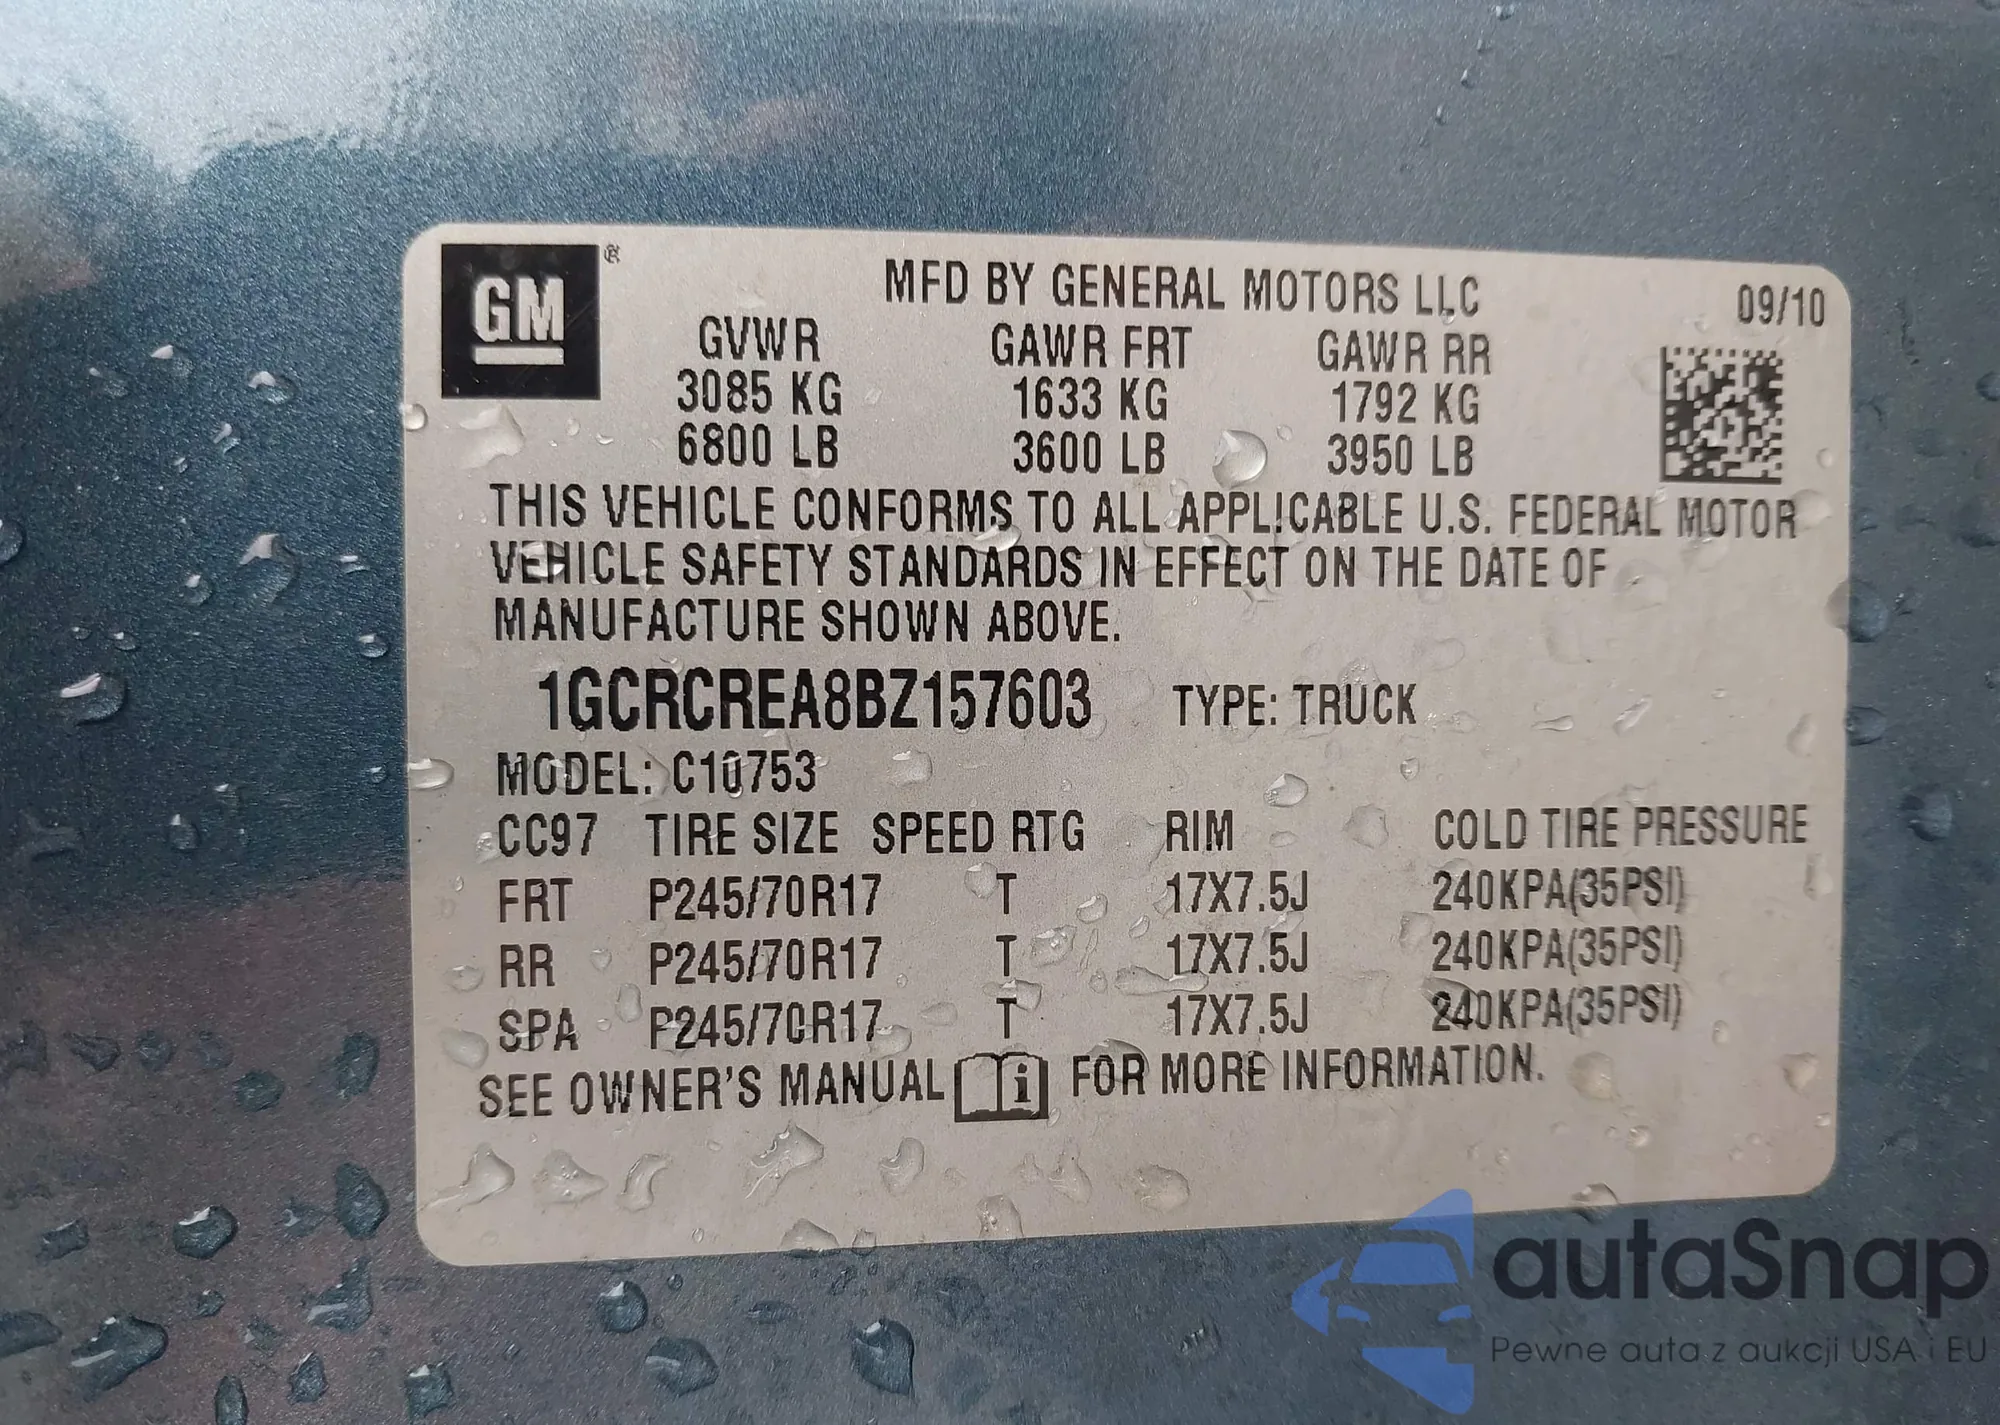 GM ®
MFD BY GENERAL MOTORS LLC
09/10
GVWR GAWR FRT GAWR RR
3085 KG 1633 KG 1792 KG
6800 LB 3600 LB 3950 LB
THIS VEHICLE CONFORMS TO ALL APPLICABLE U.S. FEDERAL MOTOR
VEHICLE SAFETY STANDARDS IN EFFECT ON THE DATE OF
MANUFACTURE SHOWN ABOVE.
1GCRCREA8BZ157603 TYPE: TRUCK
MODEL: C10753
CC97 TIRE SIZE SPEED RTG RIM COLD TIRE PRESSURE
FRT P245/70R17 T 17X7.5J 240KPA(35PSI)
RR P245/70R17 T 17X7.5J 240KPA(35PSI)
SPA P245/70R17 T 17X7.5J 240KPA(35PSI)
SEE OWNER'S MANUAL i FOR MORE INFORMATION.
autaSnap
Pewne auta z aukcji USA i EU